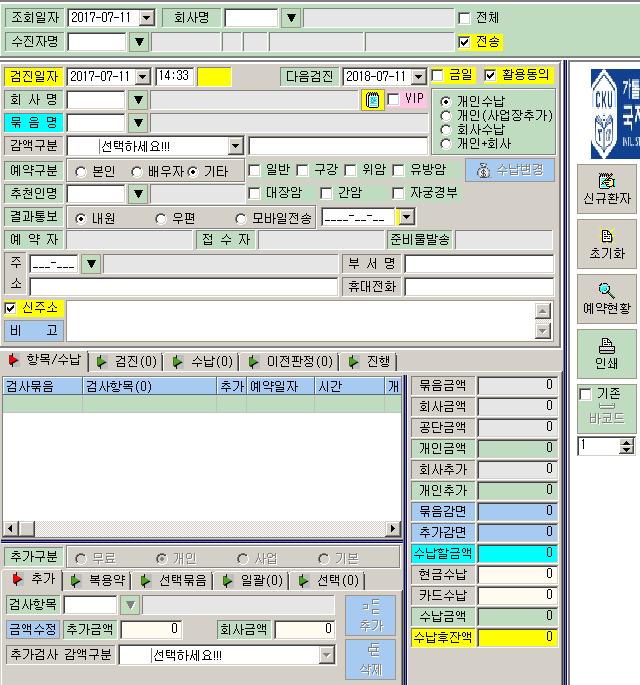 조회일자 2017-07-11 회사명 전체
수진자명 전송
검진일자 2017-07-11 14:33 다음검진 2018-07-11 금일 활용동의
회 사 명 VIP
묶 음 명
개인수납
개인(사업장추가)
회사수납
개인+회사
감액구분 선택하세요!!!
예약구분 본인 배우자 기타 일반 구강 위암 유방암 수납변경
추천인명 대장암 간암 자궁경부
결과통보 내원 우편 모바일전송 ____-__-__
예 약 자 접 수 자 준비물발송
주 소 ___-___ 부 서 명
휴대전화
신주소
비 고
CKU
가톨
국제
INT'L ST
신규환자
초기화
예약현황
인쇄
기존
바코드
1
항목/수납 검진(0) 수납(0) 이전판정(0) 진행
검사묶음 검사항목(0) 추가 예약일자 시간 개
묶음금액 0
회사금액 0
공단금액 0
개인금액 0
회사추가 0
개인추가 0
묶음감면 0
추가감면 0
수납할금액 0
현금수납 0
카드수납 0
수납금액 0
수납후잔액 0
추가구분 무료 개인 사업 기본
추가 복용약 선택묶음 일괄(0) 선택(0)
검사항목 추가
금액수정 추가금액 0 회사금액 0
추가검사 감액구분 선택하세요!!! 삭제